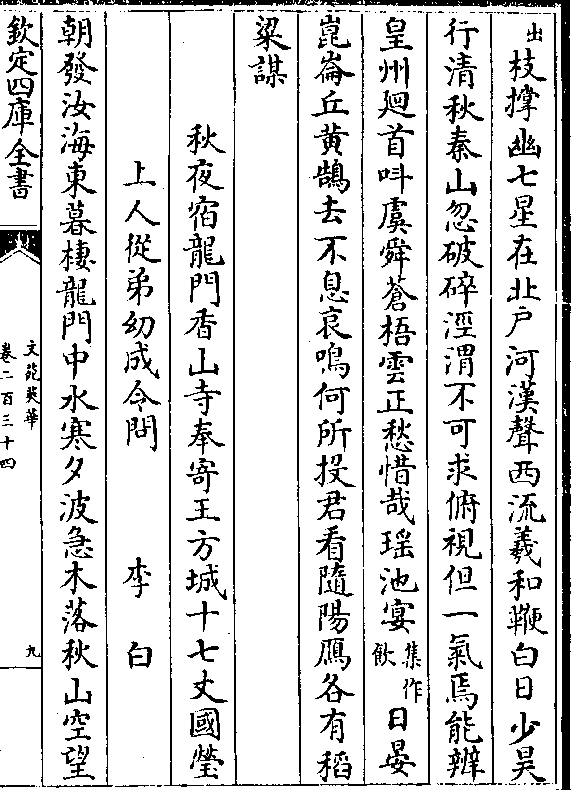 出枝撑幽七星在北户河漢聲西流羲和鞭白日少昊
行清秋秦山忽破碎涇渭不可求俯視但一氣焉能辨
皇州廻首呌虞舜蒼梧雲正愁惜哉瑶池宴集作飲日晏
崑崙丘黄鵠去不息哀鳴何所投君看隨陽鴈各有稻
粱謀
秋夜宿龍門香山寺奉寄王方城十七丈國瑩
上人從弟幼成令問 李白
朝發汝海東暮棲龍門中水寒夕波急木落秋山空望
欽定四庫全書
文苑英華
卷二百三十四
九